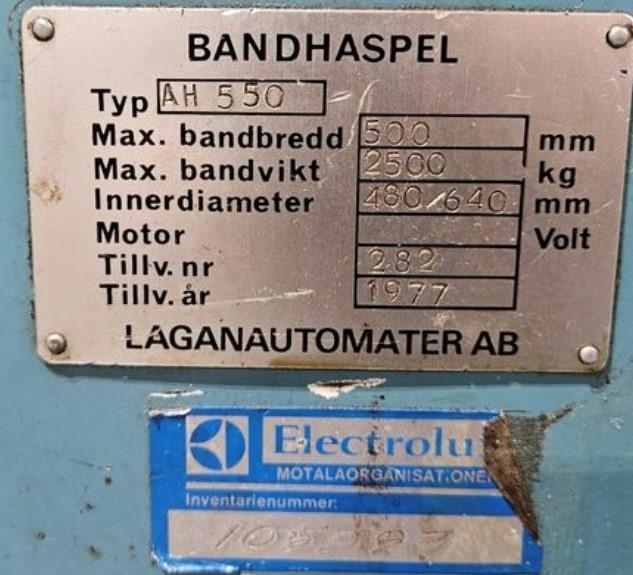 BANDHASPEL
Typ AH 550
Max. bandbredd 500 mm
Max. bandvikt 2500 kg
Innerdiameter 480/640 mm
Motor Volt
Tillv. nr 282
Tillv. år 1977
LAGANAUTOMATER AB
Electrolu
MOTALAORGANISATIONE
Inventarienummer: